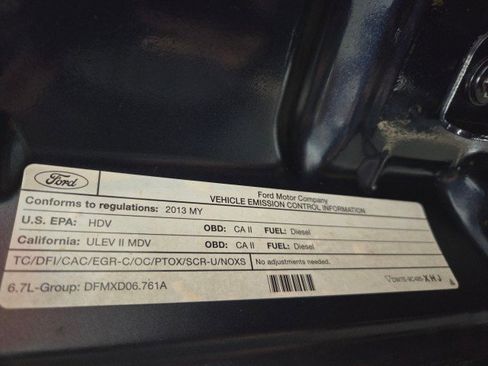 Ford
Ford Motor Company
VEHICLE EMISSION CONTROL INFORMATION
Conforms to regulations: 2013 MY
U.S. EPA: HDV OBD: CA II FUEL: Diesel
California: ULEV II MDV OBD: CA II FUEL: Diesel
TC/DFI/CAC/EGR-C/OC/PTOX/SCR-U/NOXS No adjustments needed.
6.7L-Group: DFMXD06.761A
XHJ